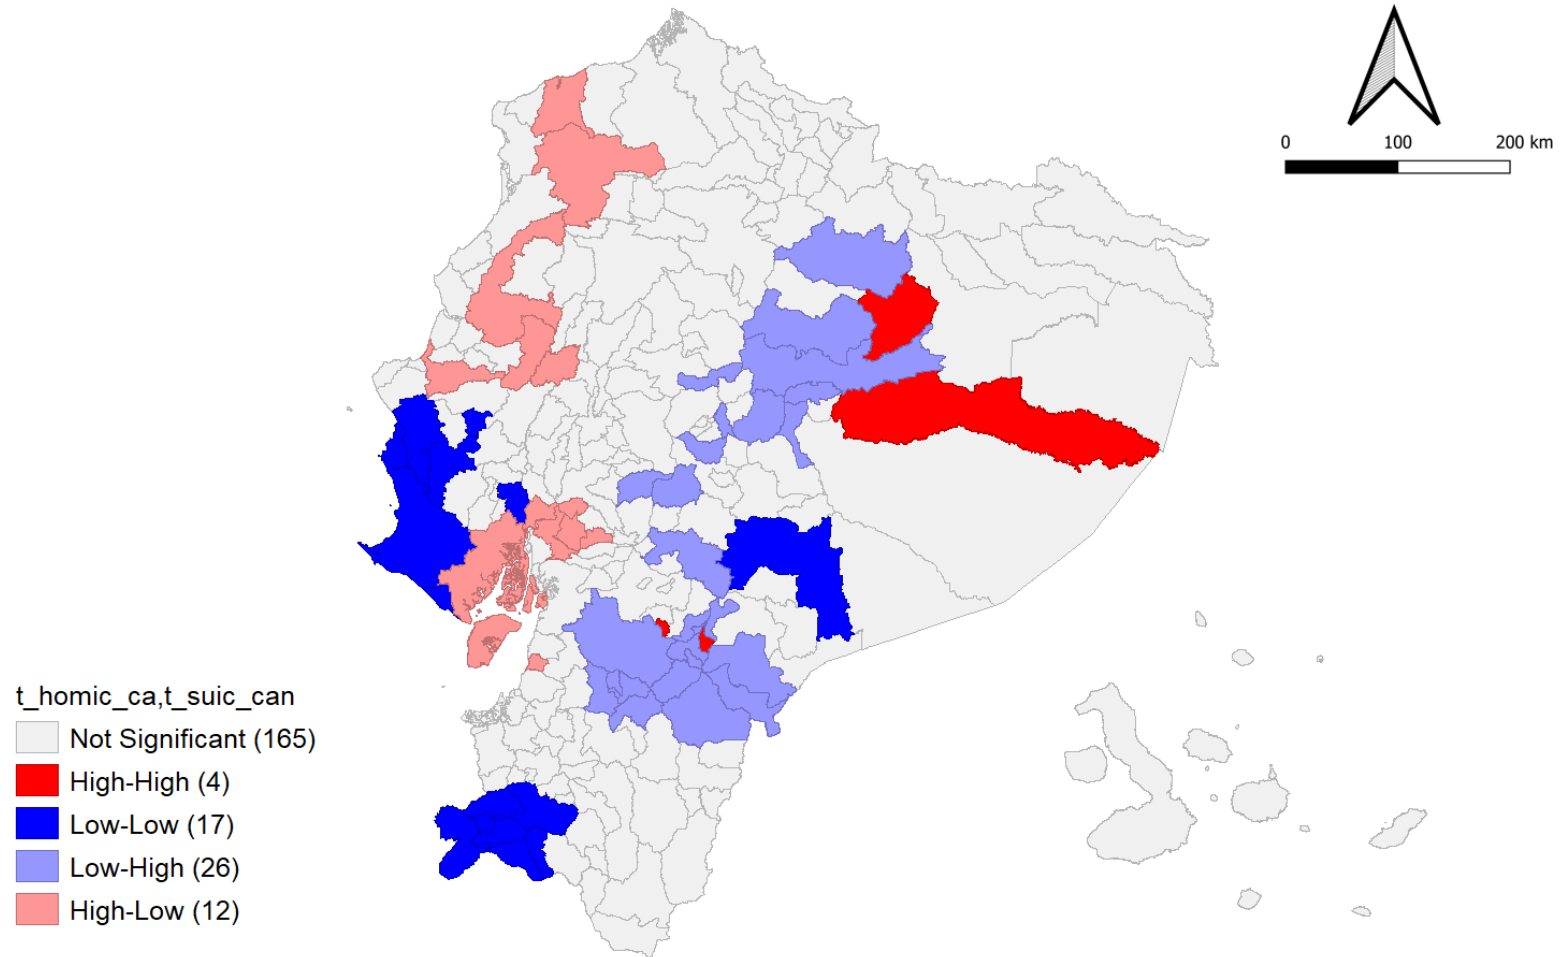 0 100 200 km
t_homic_ca,t_suic_can
Not Significant (165)
High-High (4)
Low-Low (17)
Low-High (26)
High-Low (12)